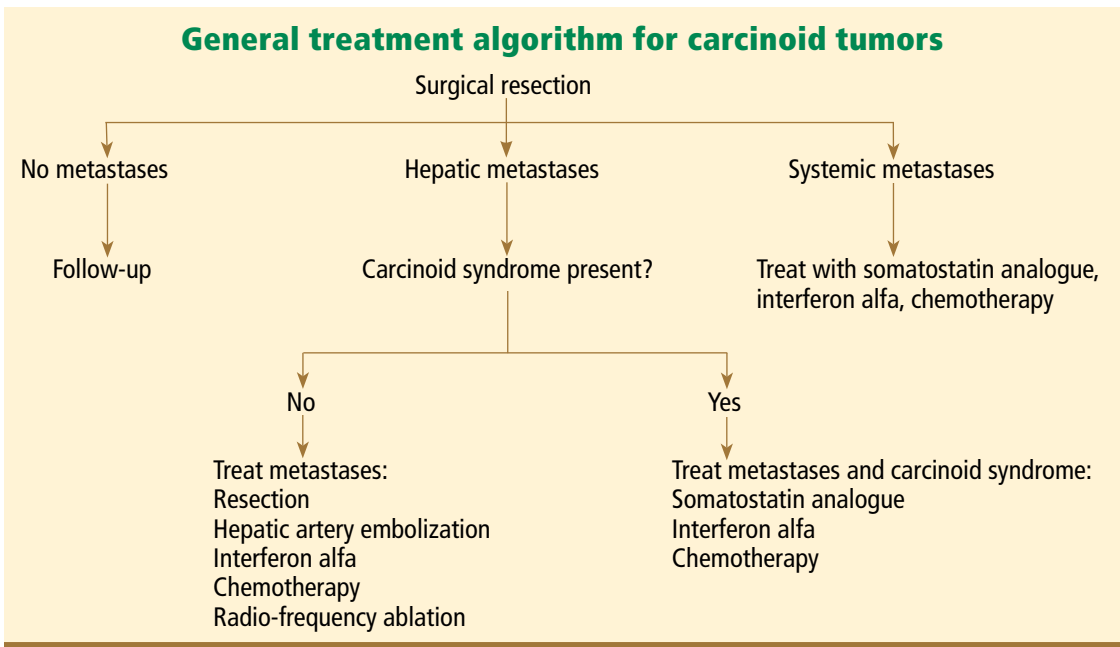 General treatment algorithm for carcinoid tumors
Surgical resection
No metastases
Hepatic metastases
Systemic metastases
Follow-up
Carcinoid syndrome present?
Treat with somatostatin analogue,
interferon alfa, chemotherapy
No
Yes
Treat metastases:
Resection
Hepatic artery embolization
Interferon alfa
Chemotherapy
Radio-frequency ablation
Treat metastases and carcinoid syndrome:
Somatostatin analogue
Interferon alfa
Chemotherapy